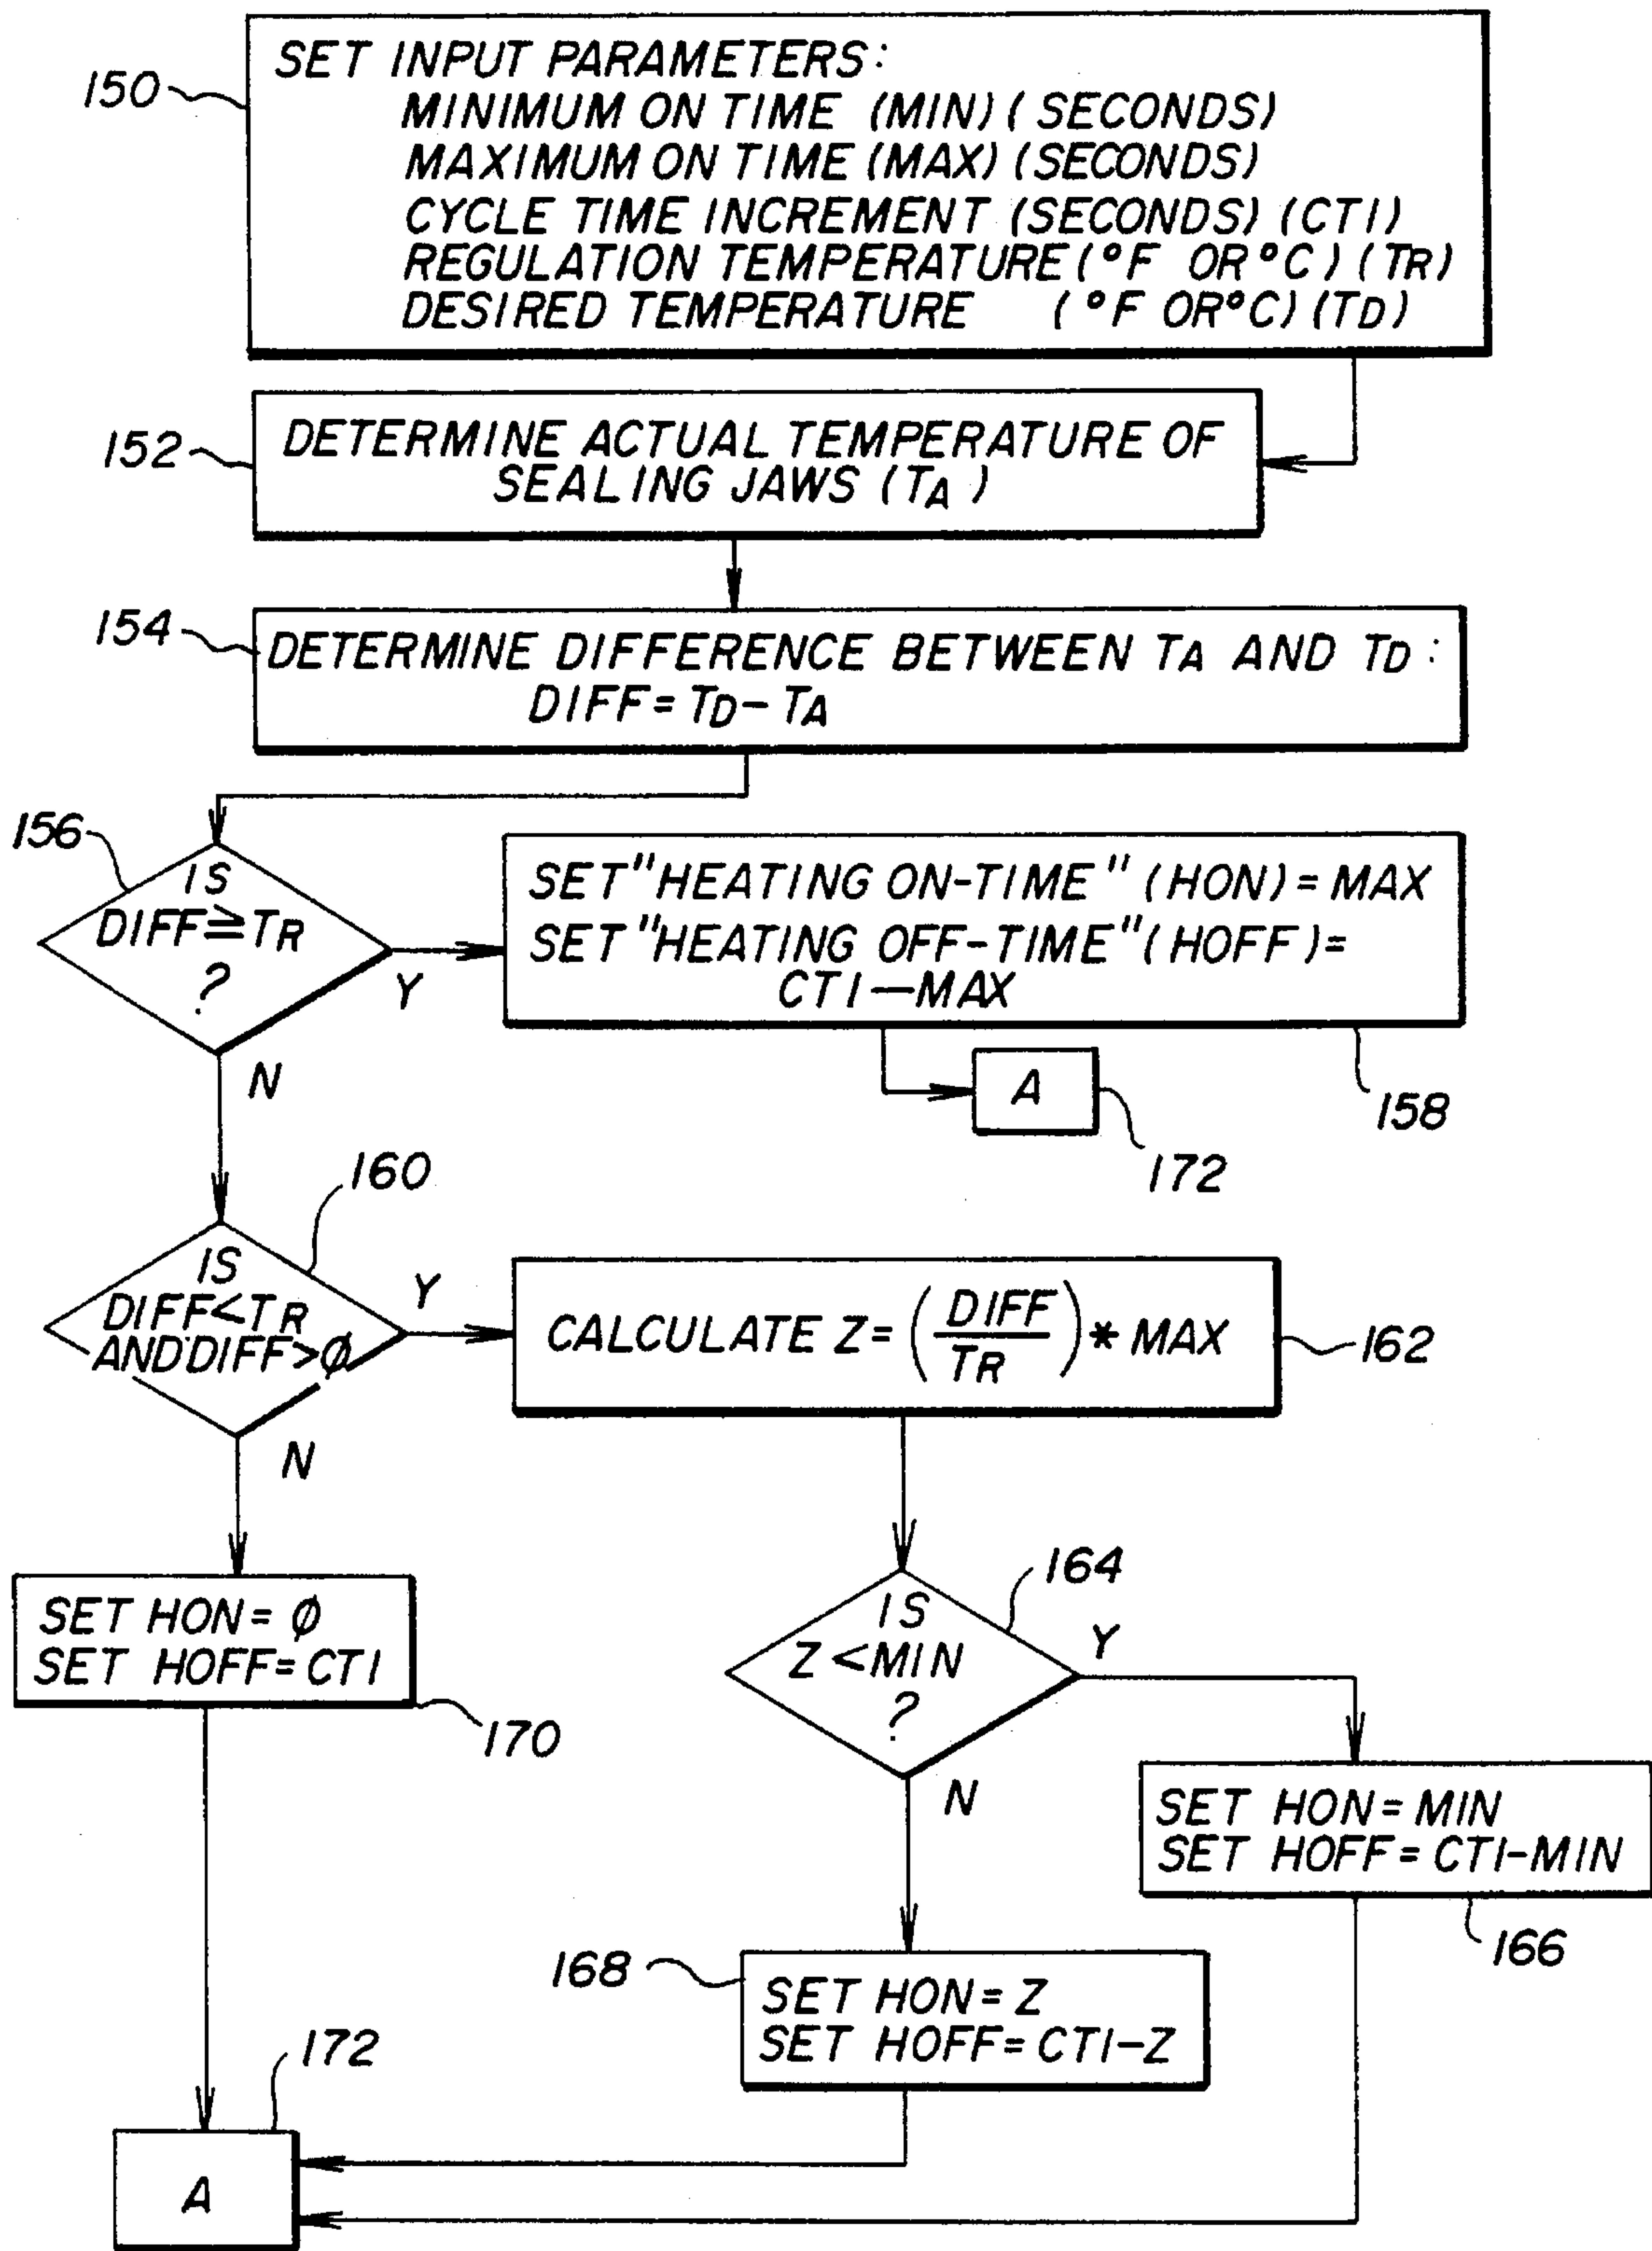 150
SET INPUT PARAMETERS:
MINIMUM ON TIME (MIN) (SECONDS)
MAXIMUM ON TIME (MAX) (SECONDS)
CYCLE TIME INCREMENT (SECONDS) (CTI)
REGULATION TEMPERATURE (°F OR °C) (TR)
DESIRED TEMPERATURE (°F OR °C) (TD)
152
DETERMINE ACTUAL TEMPERATURE OF
SEALING JAWS (TA)
154
DETERMINE DIFFERENCE BETWEEN TA AND TD:
DIFF = TD - TA
156
IS
DIFF ≧ TR
?
Y
N
SET "HEATING ON-TIME" (HON) = MAX
SET "HEATING OFF-TIME" (HOFF) =
CTI — MAX
158
A
172
160
IS
DIFF < TR
AND DIFF > Ø
Y
N
CALCULATE Z = (DIFF / TR) * MAX
162
164
IS
Z < MIN
?
Y
N
SET HON = Ø
SET HOFF = CTI
170
SET HON = MIN
SET HOFF = CTI-MIN
166
168
SET HON = Z
SET HOFF = CTI-Z
172
A